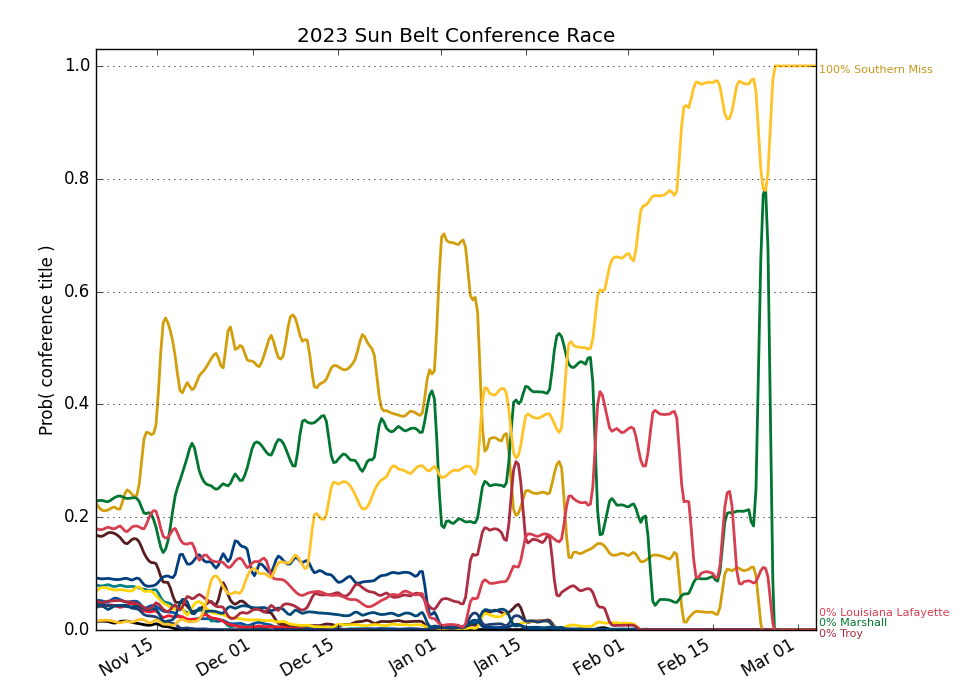 2023 Sun Belt Conference Race
1.0
100% Southern Miss
0.8
0.6
Prob( conference title )
0.4
0.2
0% Louisiana Lafayette
0% Marshall
0.0
0% Troy
Nov 15
Dec 01
Dec 15
Jan 01
Jan 15
Feb 01
Feb 15
Mar 01